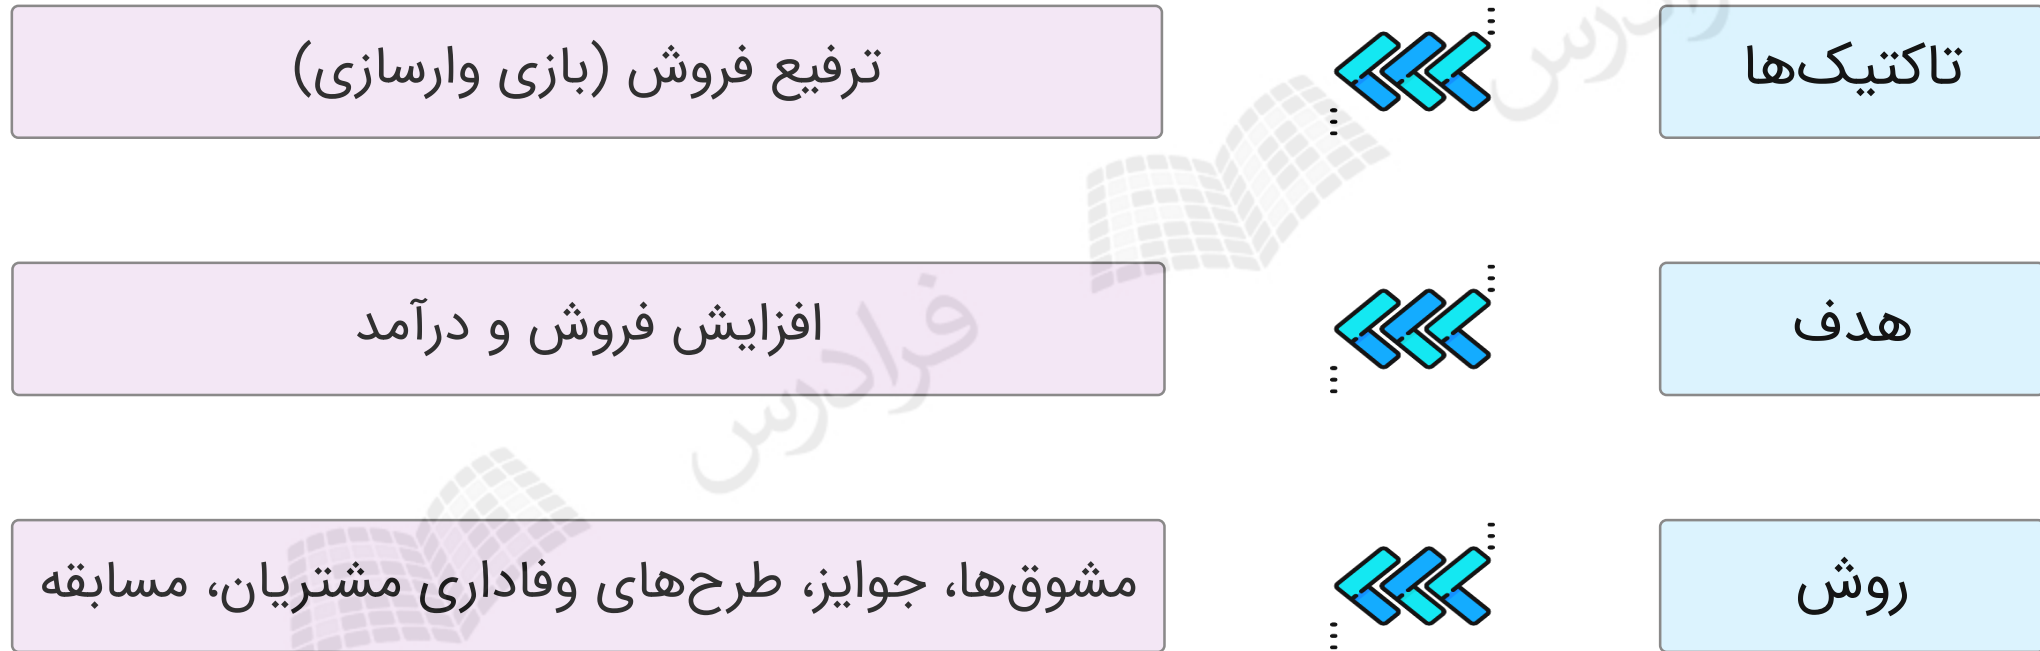 تاکتیک‌ها
ترفیع فروش (بازی وارسازی)
هدف
افزایش فروش و درآمد
روش
مشوق‌ها، جوایز، طرح‌های وفاداری مشتریان، مسابقه
فرادرس